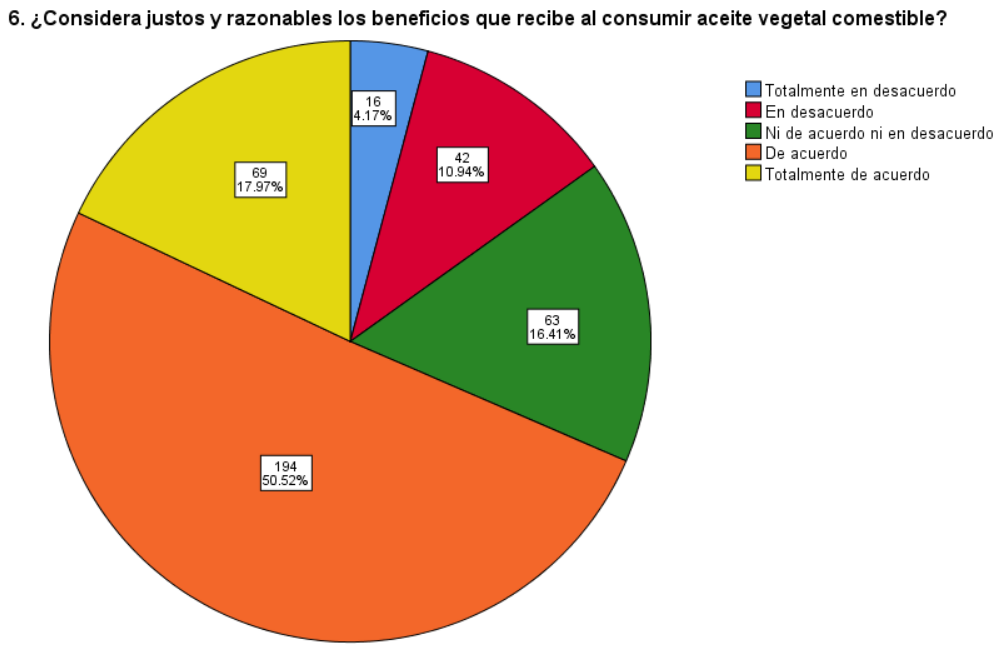 6. ¿Considera justos y razonables los beneficios que recibe al consumir aceite vegetal comestible?
Totalmente en desacuerdo
En desacuerdo
Ni de acuerdo ni en desacuerdo
De acuerdo
Totalmente de acuerdo
16
4.17%
42
10.94%
69
17.97%
63
16.41%
194
50.52%